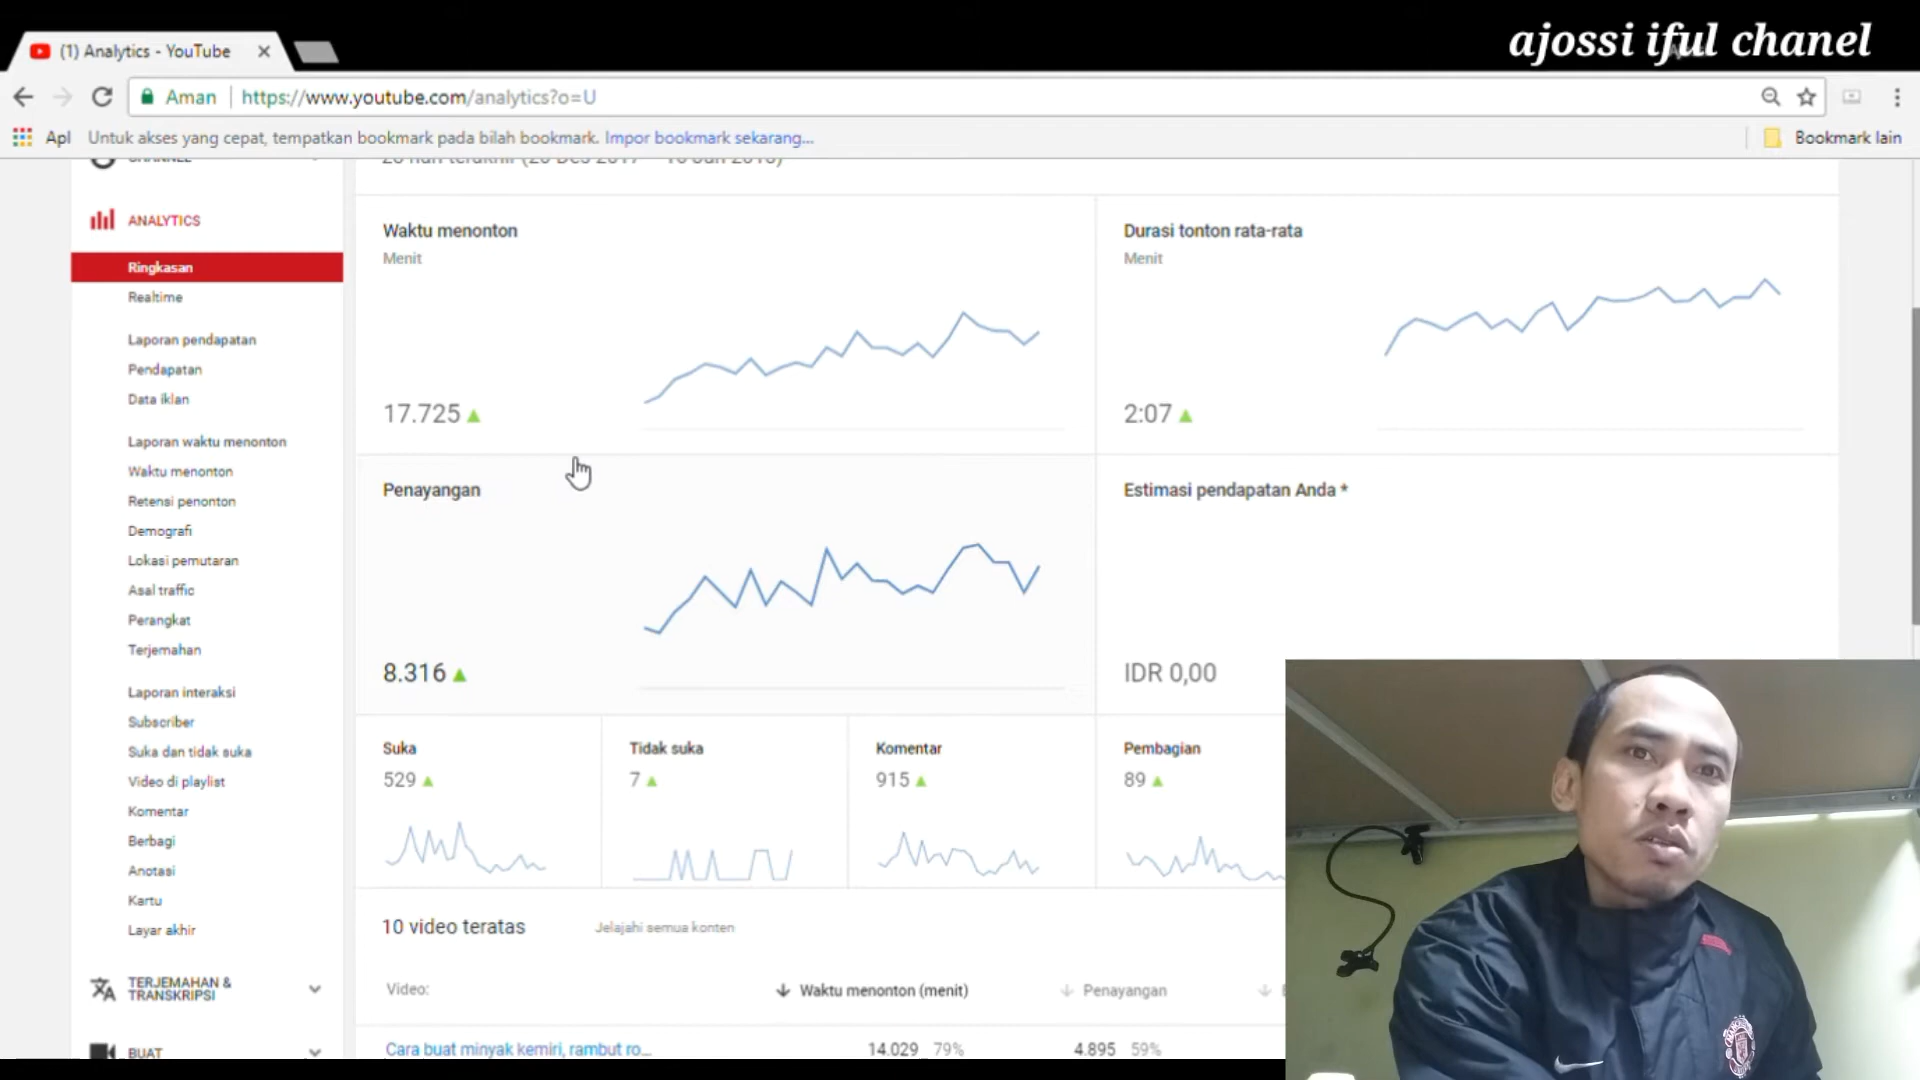 ajossi iful chanel
(1) Analytics - YouTube
Aman
https://www.youtube.com/analytics?o=U
Apl
Untuk akses yang cepat, tempatkan bookmark pada bilah bookmark. Impor bookmark sekarang...
Bookmark lain
CHANNEL
ANALYTICS
Ringkasan
Realtime
Laporan pendapatan
Pendapatan
Data iklan
Laporan waktu menonton
Waktu menonton
Retensi penonton
Demografi
Lokasi pemutaran
Asal traffic
Perangkat
Terjemahan
Laporan interaksi
Subscriber
Suka dan tidak suka
Video di playlist
Komentar
Berbagi
Anotasi
Kartu
Layar akhir
TERJEMAHAN &
TRANSKRIPSI
BUAT
Waktu menonton
Menit
17.725
Durasi tonton rata-rata
Menit
2:07
Penayangan
8.316
Estimasi pendapatan Anda *
IDR 0,00
Suka
529
Tidak suka
7
Komentar
915
Pembagian
89
10 video teratas
Jelajahi semua konten
Video:
Waktu menonton (menit)
Penayangan
Cara buat minyak kemiri, rambut ro...
14.029 79%
4.895 59%